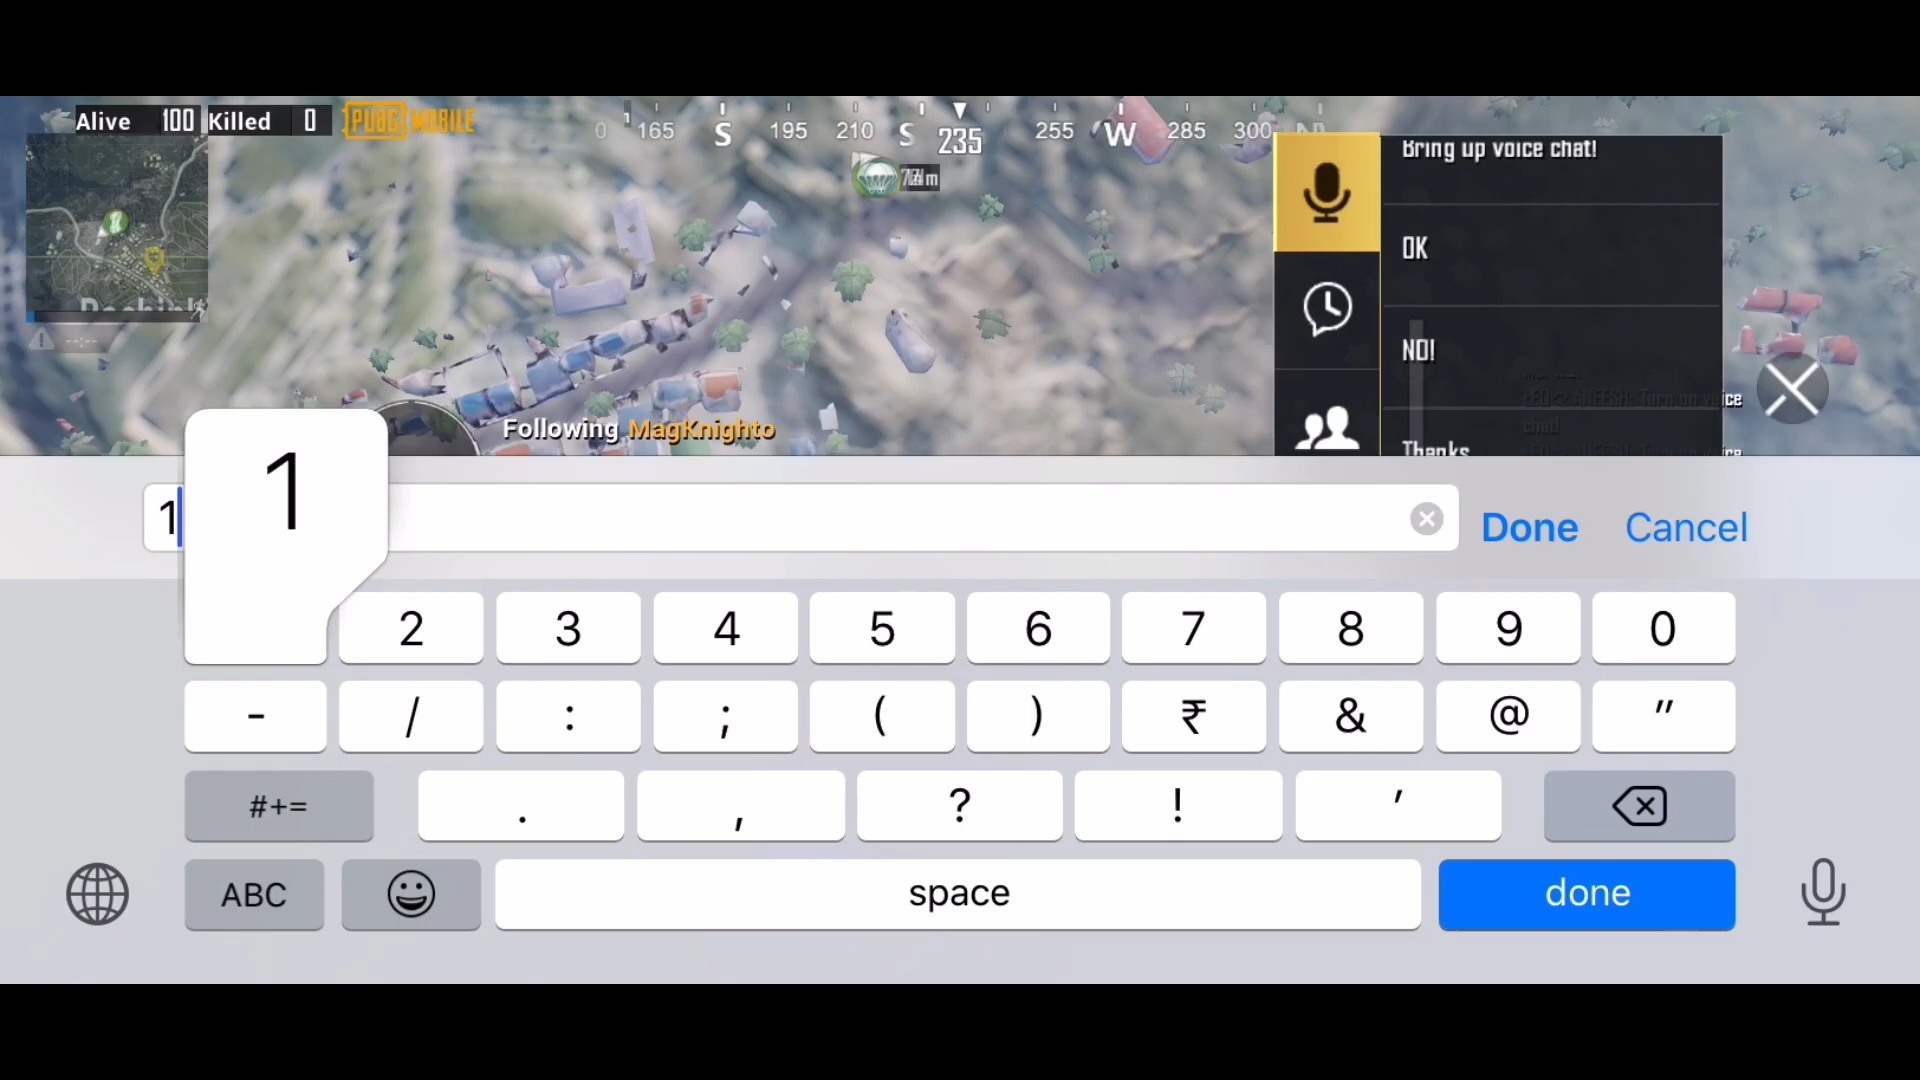 Alive 100 Killed 0 PUBG MOBILE
165 S 195 210 S 235 255 W 285 300
Bring up voice chat!
OK
NO!
Thanks
Following MagKnighto
1
1
Done Cancel
2 3 4 5 6 7 8 9 0
- / : ; ( ) ₹ & @ "
#+= . , ? ! '
ABC space done